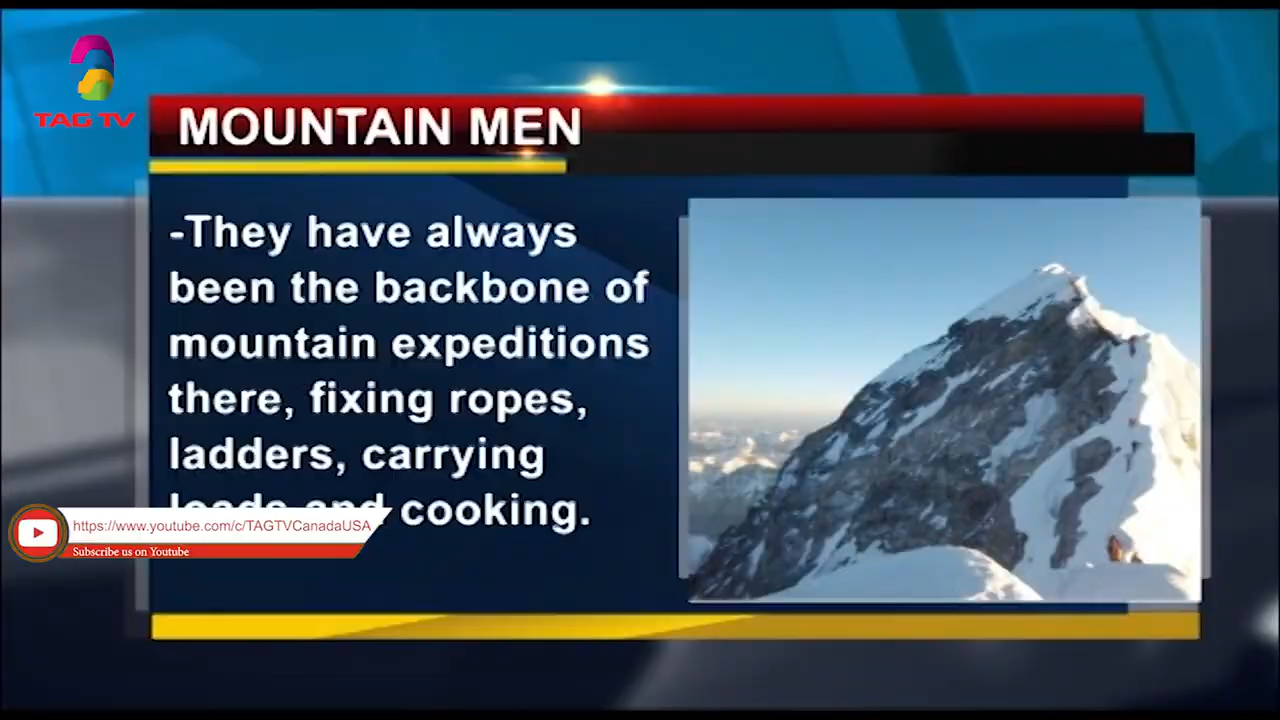 TAG TV
MOUNTAIN MEN
-They have always
been the backbone of
mountain expeditions
there, fixing ropes,
ladders, carrying
cooking.
https://www.youtube.com/c/TAGTVCanadaUSA
Subscribe us on Youtube